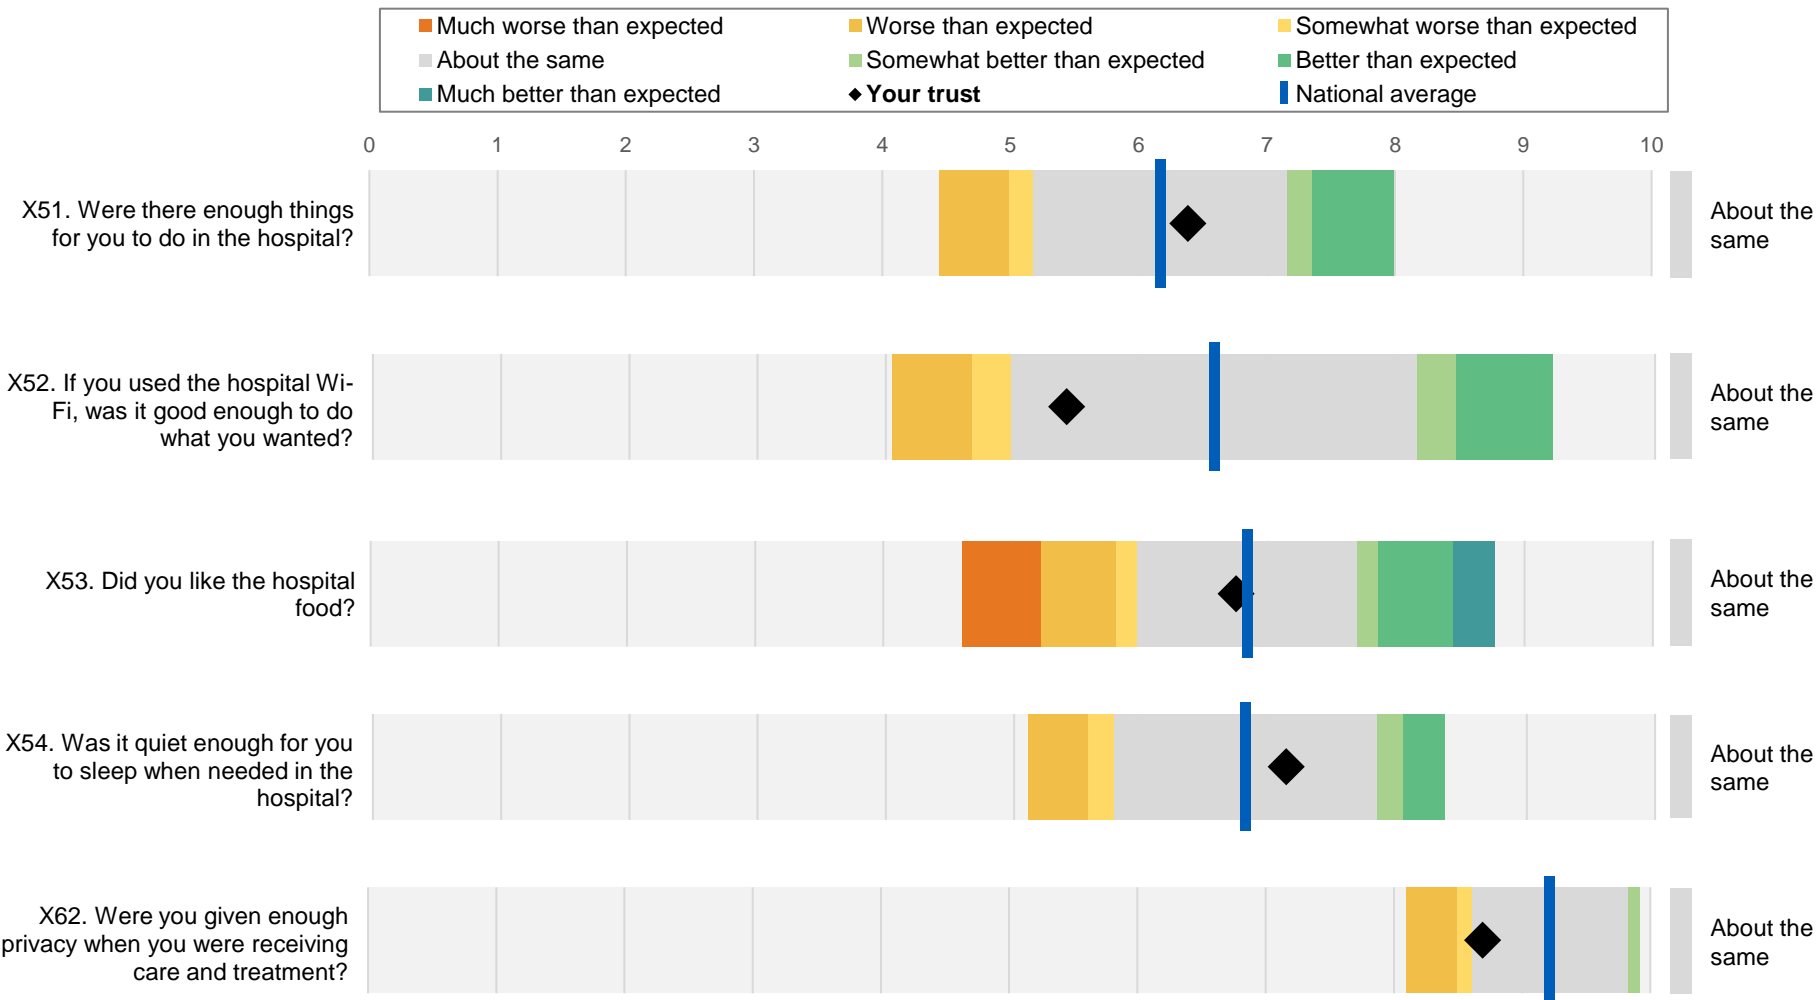 Much worse than expected
Worse than expected
Somewhat worse than expected
About the same
Somewhat better than expected
Better than expected
Much better than expected
Your trust
National average
0 1 2 3 4 5 6 7 8 9 10
X51. Were there enough things
for you to do in the hospital?
About the
same
X52. If you used the hospital Wi-
Fi, was it good enough to do
what you wanted?
About the
same
X53. Did you like the hospital
food?
About the
same
X54. Was it quiet enough for you
to sleep when needed in the
hospital?
About the
same
X62. Were you given enough
privacy when you were receiving
care and treatment?
About the
same